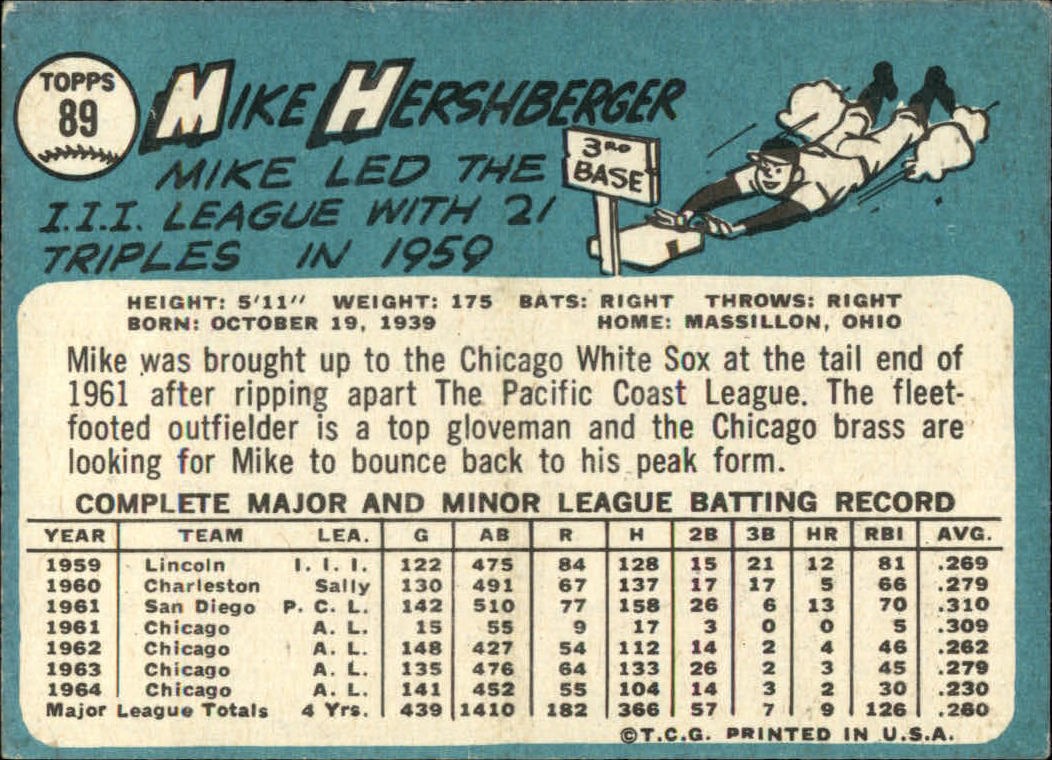 TOPPS
89
MIKE HERSHBERGER
MIKE LED THE
I.I.I. LEAGUE WITH 21
TRIPLES IN 1959
3RD
BASE
HEIGHT: 5'11" WEIGHT: 175 BATS: RIGHT THROWS: RIGHT
BORN: OCTOBER 19, 1939 HOME: MASSILLON, OHIO
Mike was brought up to the Chicago White Sox at the tail end of
1961 after ripping apart The Pacific Coast League. The fleet-
footed outfielder is a top gloveman and the Chicago brass are
looking for Mike to bounce back to his peak form.
COMPLETE MAJOR AND MINOR LEAGUE BATTING RECORD
YEAR TEAM LEA. G AB R H 2B 3B HR RBI AVG.
1959 Lincoln I. I. I. 122 475 84 128 15 21 12 81 .269
1960 Charleston Sally 130 491 67 137 17 17 5 66 .279
1961 San Diego P. C. L. 142 510 77 158 26 6 13 70 .310
1961 Chicago A. L. 15 55 9 17 3 0 0 5 .309
1962 Chicago A. L. 148 427 54 112 14 2 4 46 .262
1963 Chicago A. L. 135 476 64 133 26 2 3 45 .279
1964 Chicago A. L. 141 452 55 104 14 3 2 30 .230
Major League Totals 4 Yrs. 439 1410 182 366 57 7 9 126 .260
©T.C.G. PRINTED IN U.S.A.